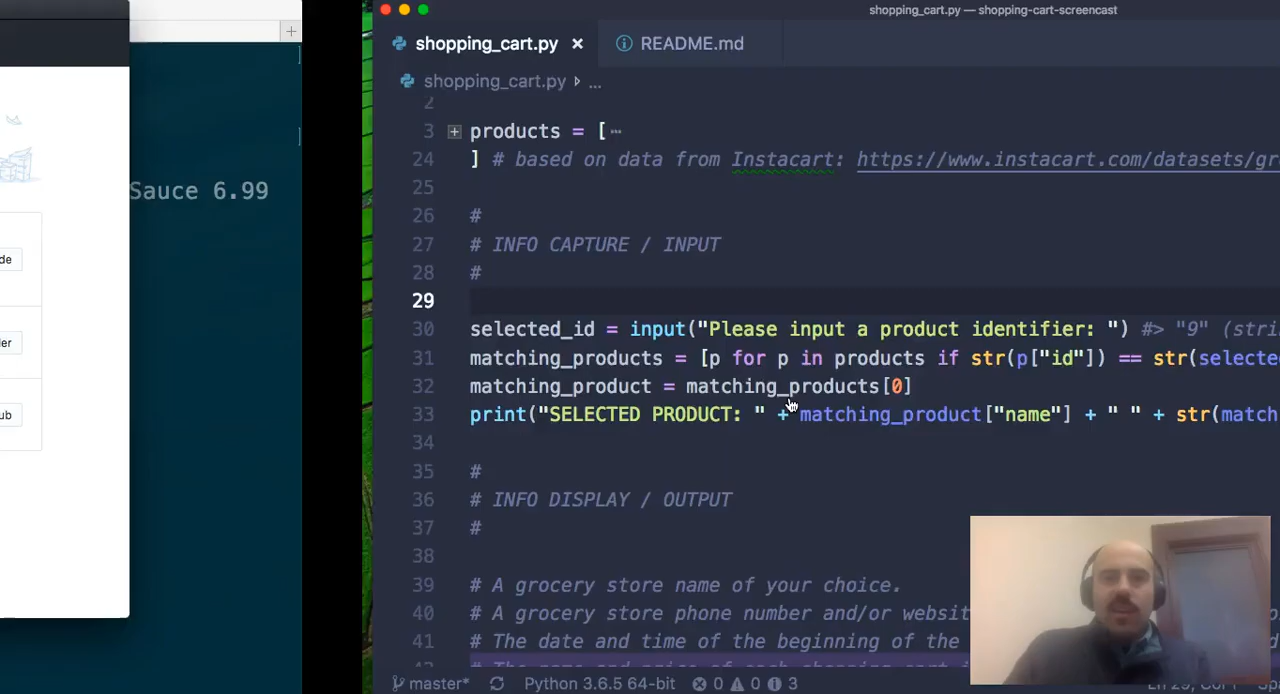 shopping_cart.py — shopping-cart-screencast
shopping_cart.py
README.md
shopping_cart.py ...
2
3 products = [
24 ] # based on data from Instacart: https://www.instacart.com/datasets/gr
25
26 #
27 # INFO CAPTURE / INPUT
28 #
29
30 selected_id = input("Please input a product identifier: ") #> "9" (stri
31 matching_products = [p for p in products if str(p["id"]) == str(selecte
32 matching_product = matching_products[0]
33 print("SELECTED PRODUCT: " + matching_product["name"] + " " + str(match
34
35 #
36 # INFO DISPLAY / OUTPUT
37 #
38
39 # A grocery store name of your choice.
40 # A grocery store phone number and/or websit
41 # The date and time of the beginning of the
master* Python 3.6.5 64-bit 0 0 3
Sauce 6.99
de
er
ub